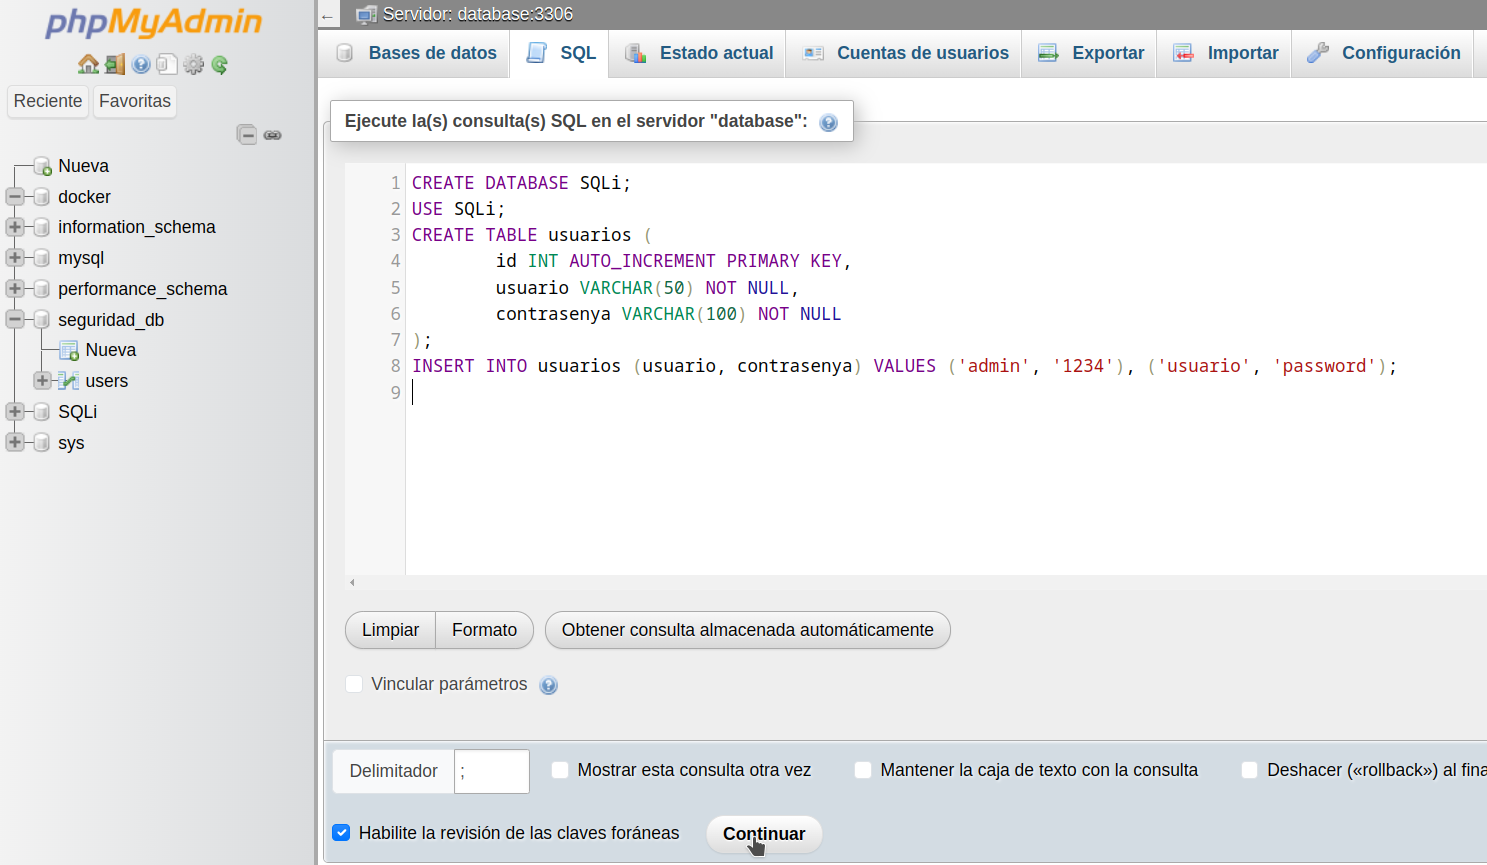 phpMyAdmin
Reciente Favoritas
Nueva
docker
information_schema
mysql
performance_schema
seguridad_db
Nueva
users
SQLi
sys
Servidor: database:3306
Bases de datos SQL Estado actual Cuentas de usuarios Exportar Importar Configuración
Ejecute la(s) consulta(s) SQL en el servidor "database":
1 CREATE DATABASE SQLi;
2 USE SQLi;
3 CREATE TABLE usuarios (
4 id INT AUTO_INCREMENT PRIMARY KEY,
5 usuario VARCHAR(50) NOT NULL,
6 contrasenya VARCHAR(100) NOT NULL
7 );
8 INSERT INTO usuarios (usuario, contrasenya) VALUES ('admin', '1234'), ('usuario', 'password');
9
Limpiar Formato Obtener consulta almacenada automáticamente
Vincular parámetros
Delimitador ; Mostrar esta consulta otra vez Mantener la caja de texto con la consulta Deshacer («rollback») al fina
Habilite la revisión de las claves foráneas Continuar